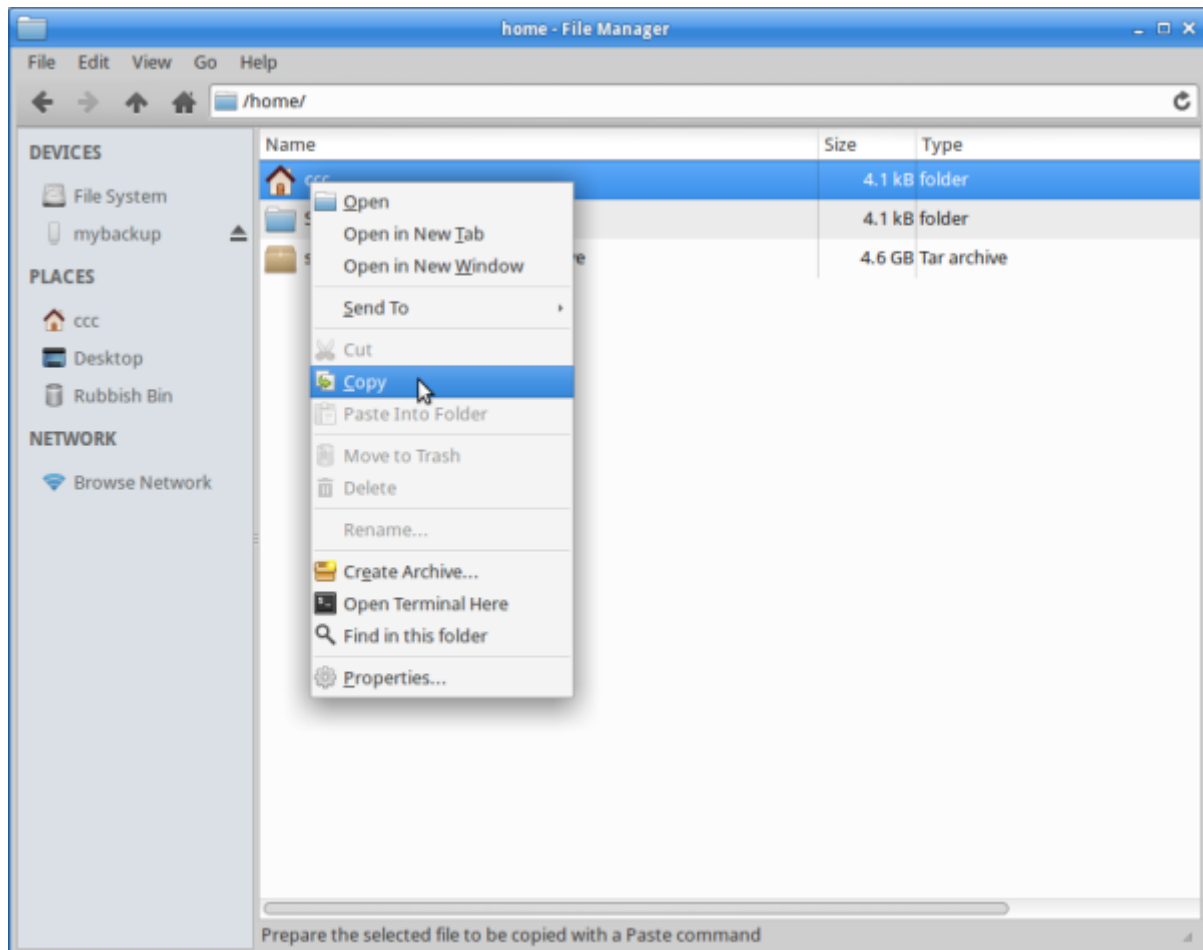 home - File Manager
File Edit View Go Help
/home/
DEVICES
File System
mybackup
PLACES
ccc
Desktop
Rubbish Bin
NETWORK
Browse Network
Name Size Type
ccc 4.1 kB folder
4.1 kB folder
4.6 GB Tar archive
Open
Open in New Tab
Open in New Window
Send To
Cut
Copy
Paste Into Folder
Move to Trash
Delete
Rename...
Create Archive...
Open Terminal Here
Find in this folder
Properties...
Prepare the selected file to be copied with a Paste command